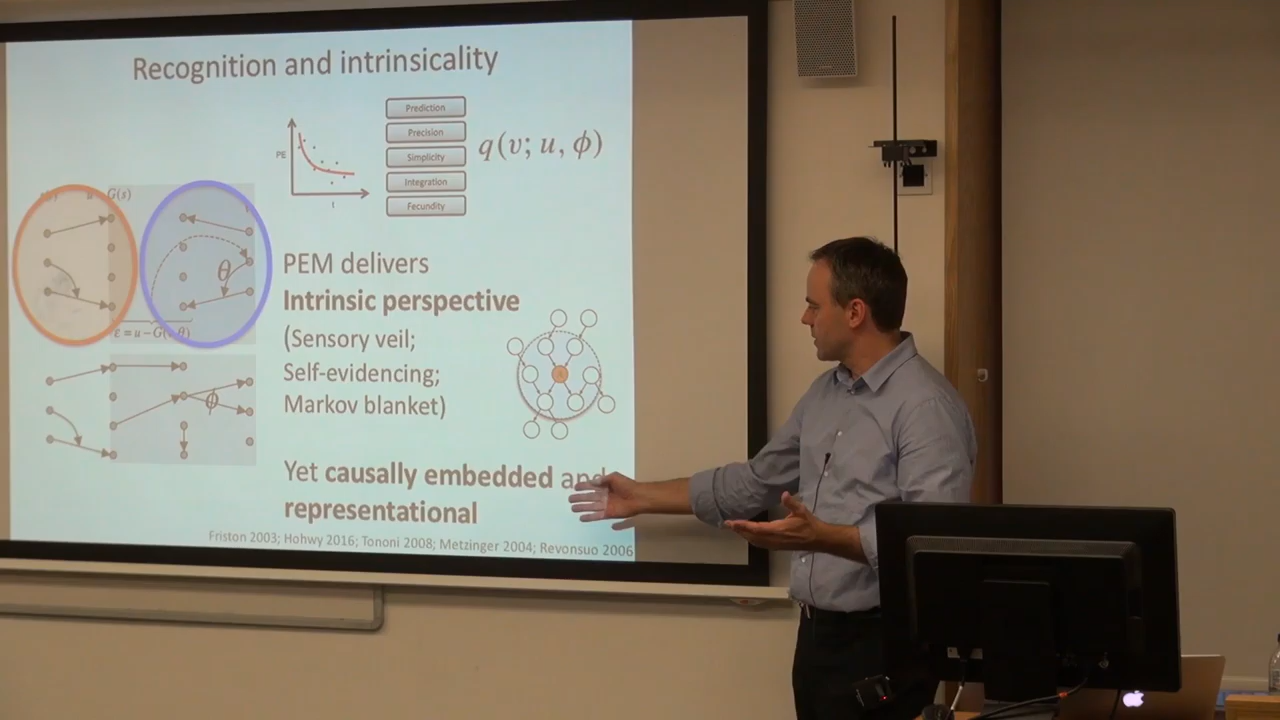 Recognition and intrinsicality
Prediction
Precision
Simplicity
Integration
Fecundity
PE
t
q(v; u, ϕ)
G(s)
θ
ε = u – G(
θ)
ϕ
PEM delivers
Intrinsic perspective
(Sensory veil;
Self-evidencing;
Markov blanket)
Yet causally embedded and
representational
Friston 2003; Hohwy 2016; Tononi 2008; Metzinger 2004; Revonsuo 2006